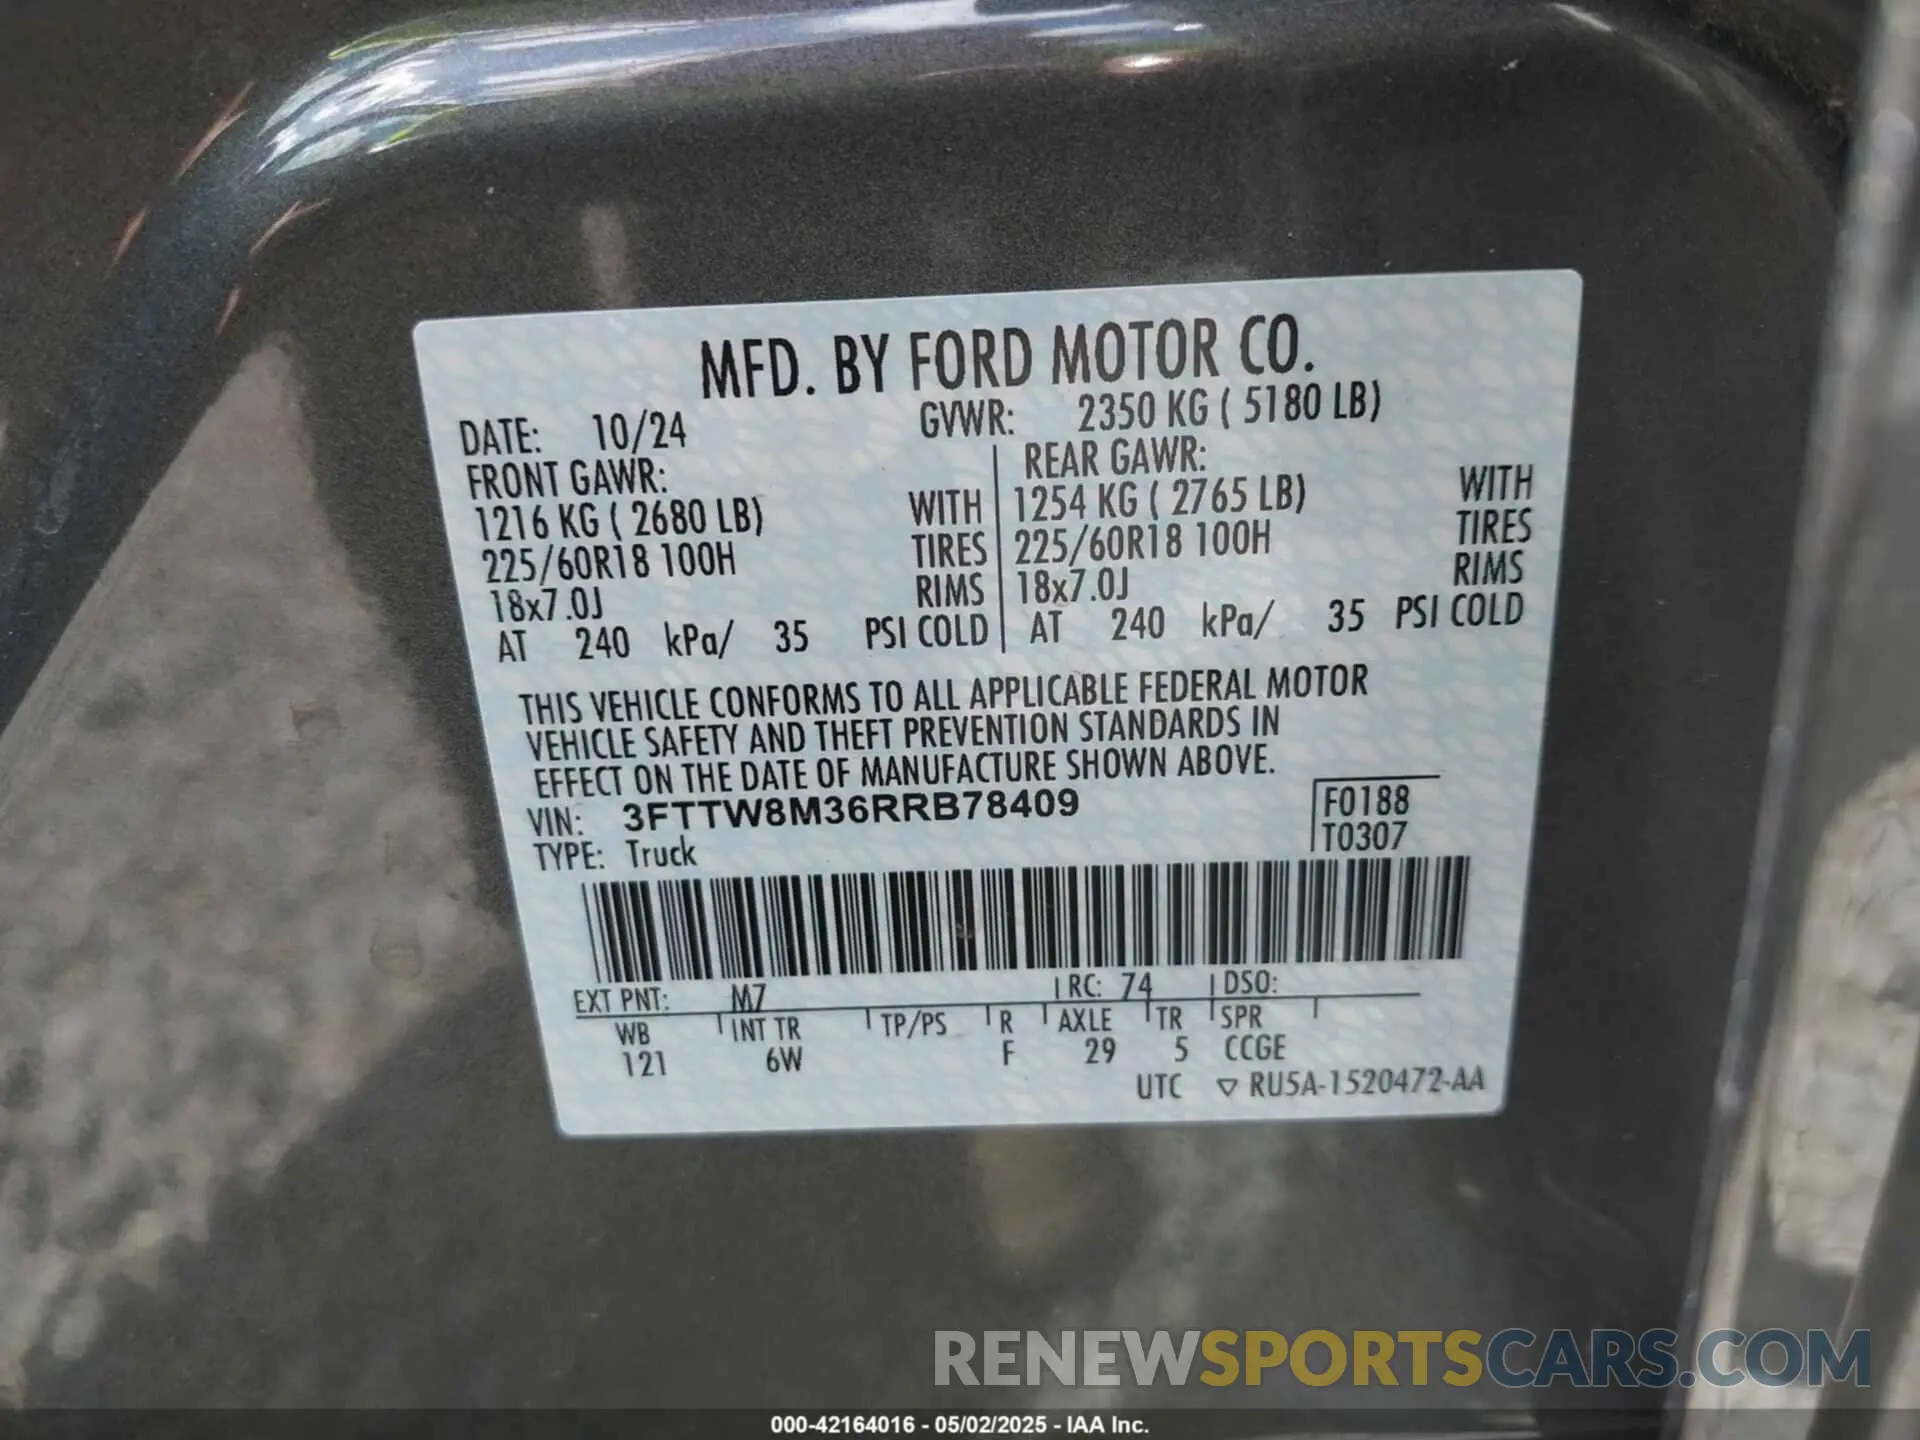 MFD. BY FORD MOTOR CO.
DATE: 10/24 GVWR: 2350 KG ( 5180 LB)
FRONT GAWR: REAR GAWR:
1216 KG ( 2680 LB) WITH 1254 KG ( 2765 LB) WITH
225/60R18 100H TIRES 225/60R18 100H TIRES
18x7.0J RIMS 18x7.0J RIMS
AT 240 kPa/ 35 PSI COLD AT 240 kPa/ 35 PSI COLD
THIS VEHICLE CONFORMS TO ALL APPLICABLE FEDERAL MOTOR
VEHICLE SAFETY AND THEFT PREVENTION STANDARDS IN
EFFECT ON THE DATE OF MANUFACTURE SHOWN ABOVE.
VIN: 3FTTW8M36RRB78409 F0188
TYPE: Truck T0307
EXT PNT: M7 RC: 74 DSO:
WB INT TR TP/PS R AXLE TR SPR
121 6W F 29 5 CCGE
UTC ▽ RU5A-1520472-AA
RENEWSPORTSCARS.COM
000-42164016 - 05/02/2025 - IAA Inc.